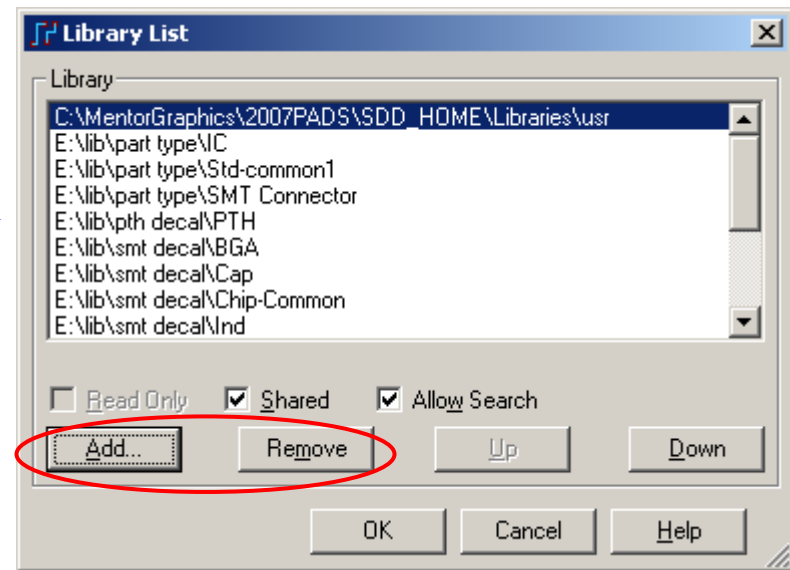 Library List
Library
C:\MentorGraphics\2007PADS\SDD_HOME\Libraries\usr
E:\lib\part type\IC
E:\lib\part type\Std-common1
E:\lib\part type\SMT Connector
E:\lib\pth decal\PTH
E:\lib\smt decal\BGA
E:\lib\smt decal\Cap
E:\lib\smt decal\Chip-Common
E:\lib\smt decal\Ind
Read Only Shared Allow Search
Add... Remove Up Down
OK Cancel Help